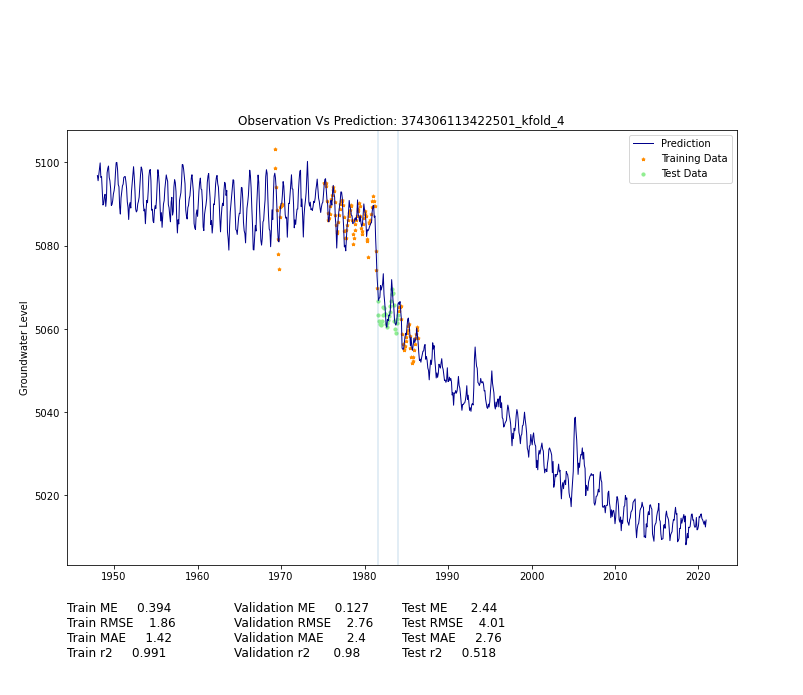 Observation Vs Prediction: 374306113422501_kfold_4
Prediction
Training Data
Test Data
Groundwater Level
5100
5080
5060
5040
5020
1950 1960 1970 1980 1990 2000 2010 2020
Train ME 0.394 Validation ME 0.127 Test ME 2.44
Train RMSE 1.86 Validation RMSE 2.76 Test RMSE 4.01
Train MAE 1.42 Validation MAE 2.4 Test MAE 2.76
Train r2 0.991 Validation r2 0.98 Test r2 0.518